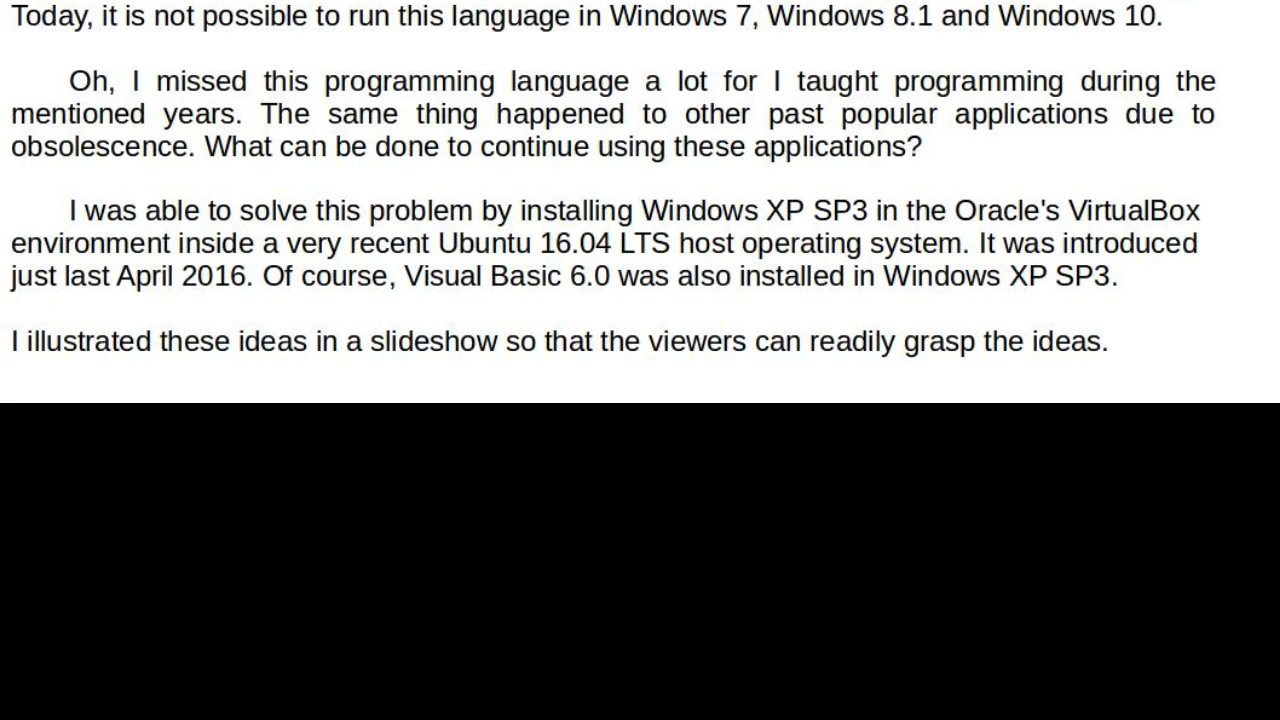 Today, it is not possible to run this language in Windows 7, Windows 8.1 and Windows 10.
Oh, I missed this programming language a lot for I taught programming during the
mentioned years. The same thing happened to other past popular applications due to
obsolescence. What can be done to continue using these applications?
I was able to solve this problem by installing Windows XP SP3 in the Oracle's VirtualBox
environment inside a very recent Ubuntu 16.04 LTS host operating system. It was introduced
just last April 2016. Of course, Visual Basic 6.0 was also installed in Windows XP SP3.
I illustrated these ideas in a slideshow so that the viewers can readily grasp the ideas.